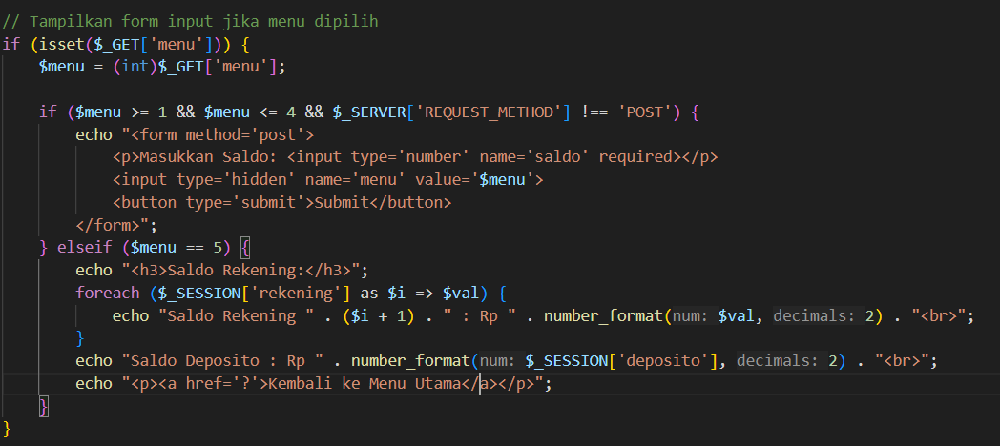 // Tampilkan form input jika menu dipilih
if (isset($_GET['menu'])) {
    $menu = (int)$_GET['menu'];

    if ($menu >= 1 && $menu <= 4 && $_SERVER['REQUEST_METHOD'] !== 'POST') {
        echo "<form method='post'>
            <p>Masukkan Saldo: <input type='number' name='saldo' required></p>
            <input type='hidden' name='menu' value='$menu'>
            <button type='submit'>Submit</button>
        </form>";
    } elseif ($menu == 5) {
        echo "<h3>Saldo Rekening:</h3>";
        foreach ($_SESSION['rekening'] as $i => $val) {
            echo "Saldo Rekening " . ($i + 1) . " : Rp " . number_format(num: $val, decimals: 2) . "<br>";
        }
        echo "Saldo Deposito : Rp " . number_format(num: $_SESSION['deposito'], decimals: 2) . "<br>";
        echo "<p><a href='?'>Kembali ke Menu Utama</a></p>";
    }
}